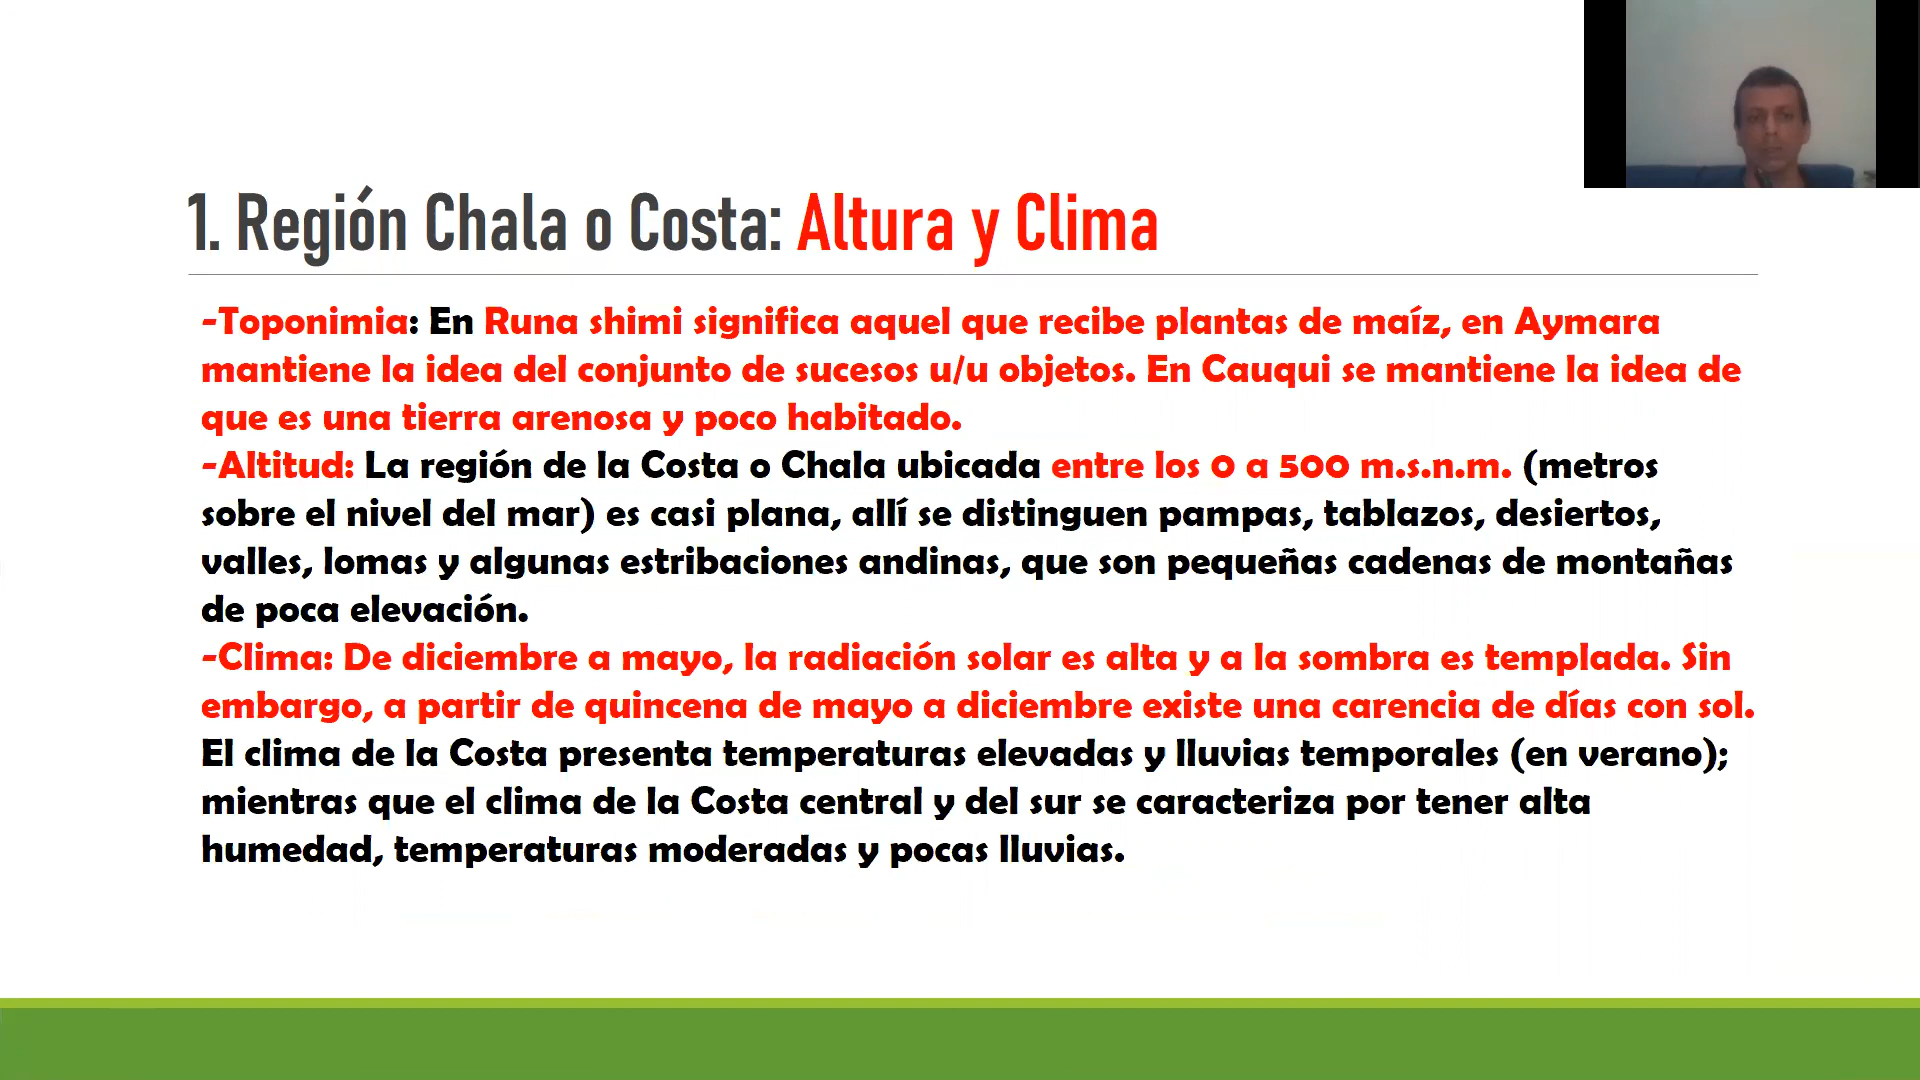 1. Región Chala o Costa: Altura y Clima
-Toponimia: En Runa shimi significa aquel que recibe plantas de maíz, en Aymara
mantiene la idea del conjunto de sucesos u/u objetos. En Cauqui se mantiene la idea de
que es una tierra arenosa y poco habitado.
-Altitud: La región de la Costa o Chala ubicada entre los 0 a 500 m.s.n.m. (metros
sobre el nivel del mar) es casi plana, allí se distinguen pampas, tablazos, desiertos,
valles, lomas y algunas estribaciones andinas, que son pequeñas cadenas de montañas
de poca elevación.
-Clima: De diciembre a mayo, la radiación solar es alta y a la sombra es templada. Sin
embargo, a partir de quincena de mayo a diciembre existe una carencia de días con sol.
El clima de la Costa presenta temperaturas elevadas y lluvias temporales (en verano);
mientras que el clima de la Costa central y del sur se caracteriza por tener alta
humedad, temperaturas moderadas y pocas lluvias.